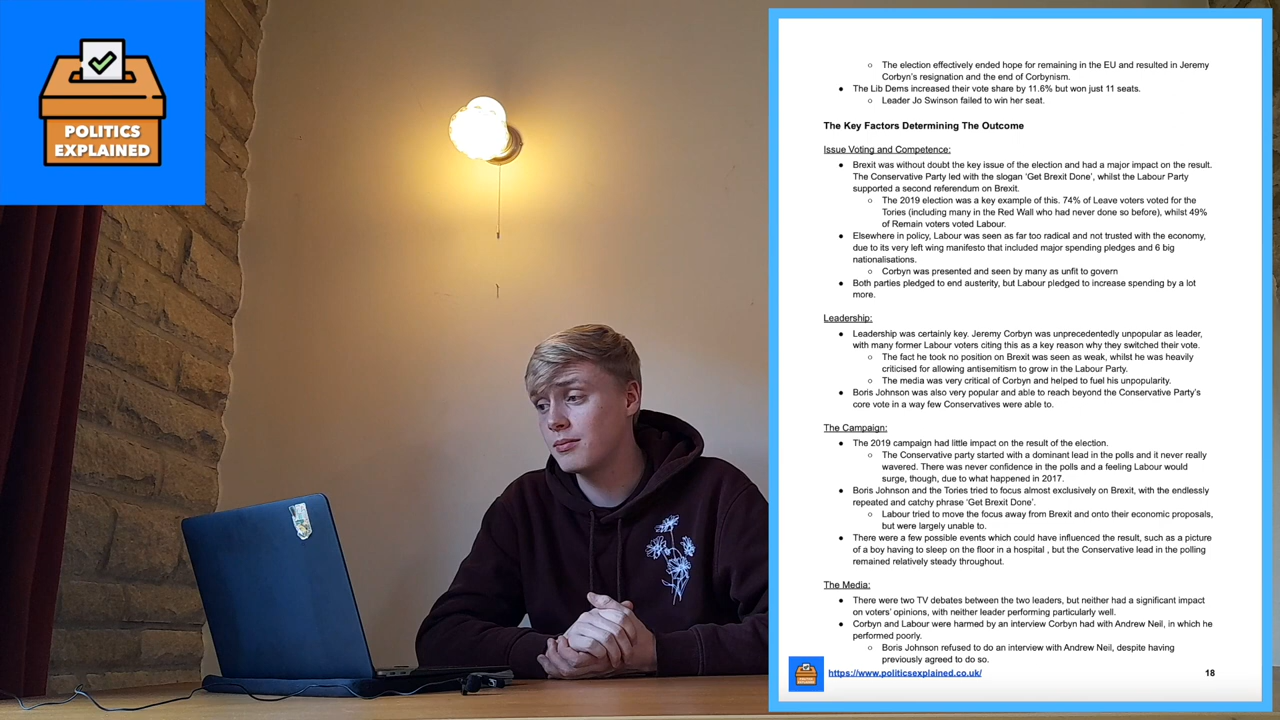 POLITICS
EXPLAINED
○ The election effectively ended hope for remaining in the EU and resulted in Jeremy
Corbyn's resignation and the end of Corbynism.
● The Lib Dems increased their vote share by 11.6% but won just 11 seats.
○ Leader Jo Swinson failed to win her seat.
The Key Factors Determining The Outcome
Issue Voting and Competence:
● Brexit was without doubt the key issue of the election and had a major impact on the result.
The Conservative Party led with the slogan 'Get Brexit Done', whilst the Labour Party
supported a second referendum on Brexit.
○ The 2019 election was a key example of this. 74% of Leave voters voted for the
Tories (including many in the Red Wall who had never done so before), whilst 49%
of Remain voters voted Labour.
● Elsewhere in policy, Labour was seen as far too radical and not trusted with the economy,
due to its very left wing manifesto that included major spending pledges and 6 big
nationalisations.
○ Corbyn was presented and seen by many as unfit to govern
● Both parties pledged to end austerity, but Labour pledged to increase spending by a lot
more.
Leadership:
● Leadership was certainly key. Jeremy Corbyn was unprecedentedly unpopular as leader,
with many former Labour voters citing this as a key reason why they switched their vote.
○ The fact he took no position on Brexit was seen as weak, whilst he was heavily
criticised for allowing antisemitism to grow in the Labour Party.
○ The media was very critical of Corbyn and helped to fuel his unpopularity.
● Boris Johnson was also very popular and able to reach beyond the Conservative Party's
core vote in a way few Conservatives were able to.
The Campaign:
● The 2019 campaign had little impact on the result of the election.
○ The Conservative party started with a dominant lead in the polls and it never really
wavered. There was never confidence in the polls and a feeling Labour would
surge, though, due to what happened in 2017.
● Boris Johnson and the Tories tried to focus almost exclusively on Brexit, with the endlessly
repeated and catchy phrase 'Get Brexit Done'.
○ Labour tried to move the focus away from Brexit and onto their economic proposals,
but were largely unable to.
● There were a few possible events which could have influenced the result, such as a picture
of a boy having to sleep on the floor in a hospital , but the Conservative lead in the polling
remained relatively steady throughout.
The Media:
● There were two TV debates between the two leaders, but neither had a significant impact
on voters' opinions, with neither leader performing particularly well.
● Corbyn and Labour were harmed by an interview Corbyn had with Andrew Neil, in which he
performed poorly.
○ Boris Johnson refused to do an interview with Andrew Neil, despite having
previously agreed to do so.
https://www.politicsexplained.co.uk/
18